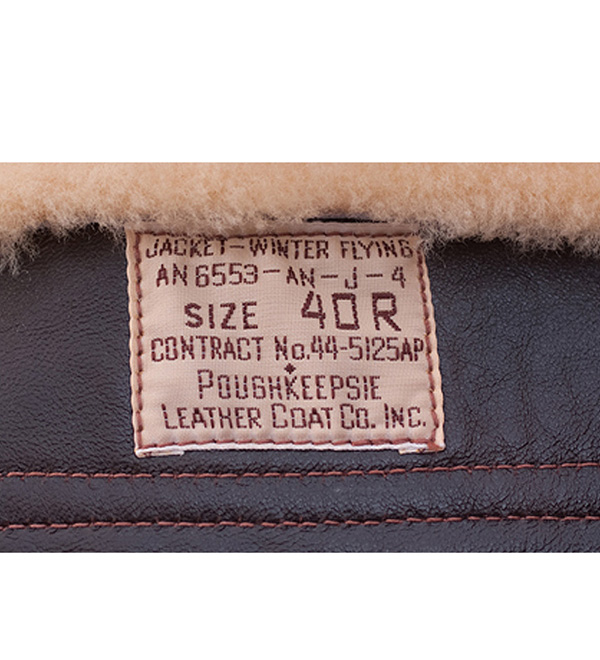 JACKET-WINTER FLYING
AN 6553-AN-J-4
SIZE 40R
CONTRACT No.44-5125AP
POUGHKEEPSIE
LEATHER COAT CO. INC.